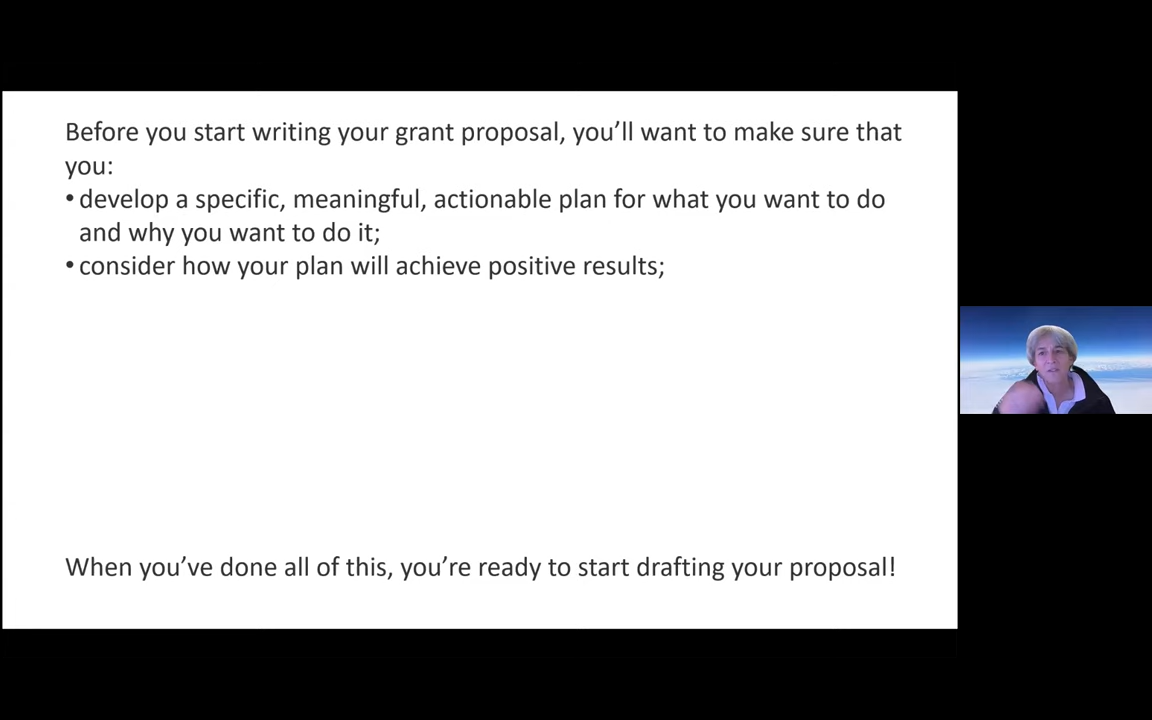 Before you start writing your grant proposal, you’ll want to make sure that
you:
• develop a specific, meaningful, actionable plan for what you want to do
and why you want to do it;
• consider how your plan will achieve positive results;
When you’ve done all of this, you’re ready to start drafting your proposal!